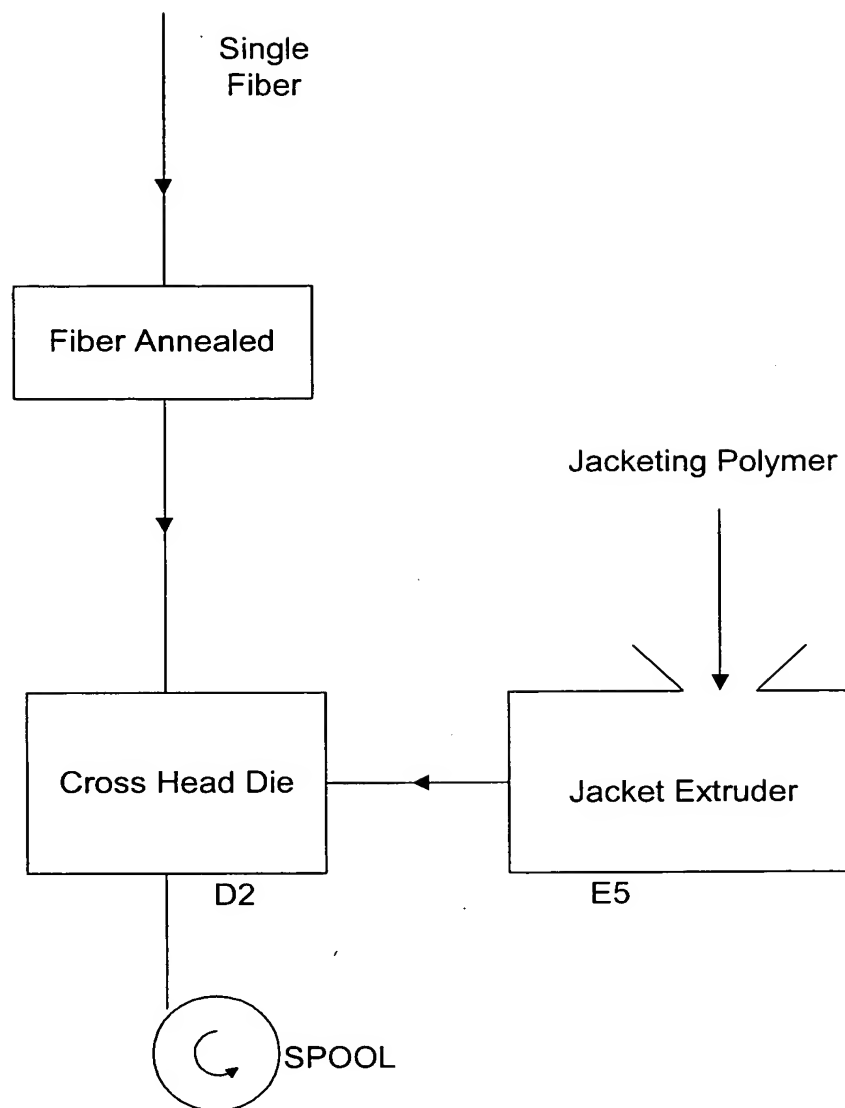 Single
Fiber
Fiber Annealed
Jacketing Polymer
Cross Head Die
Jacket Extruder
D2
E5
SPOOL